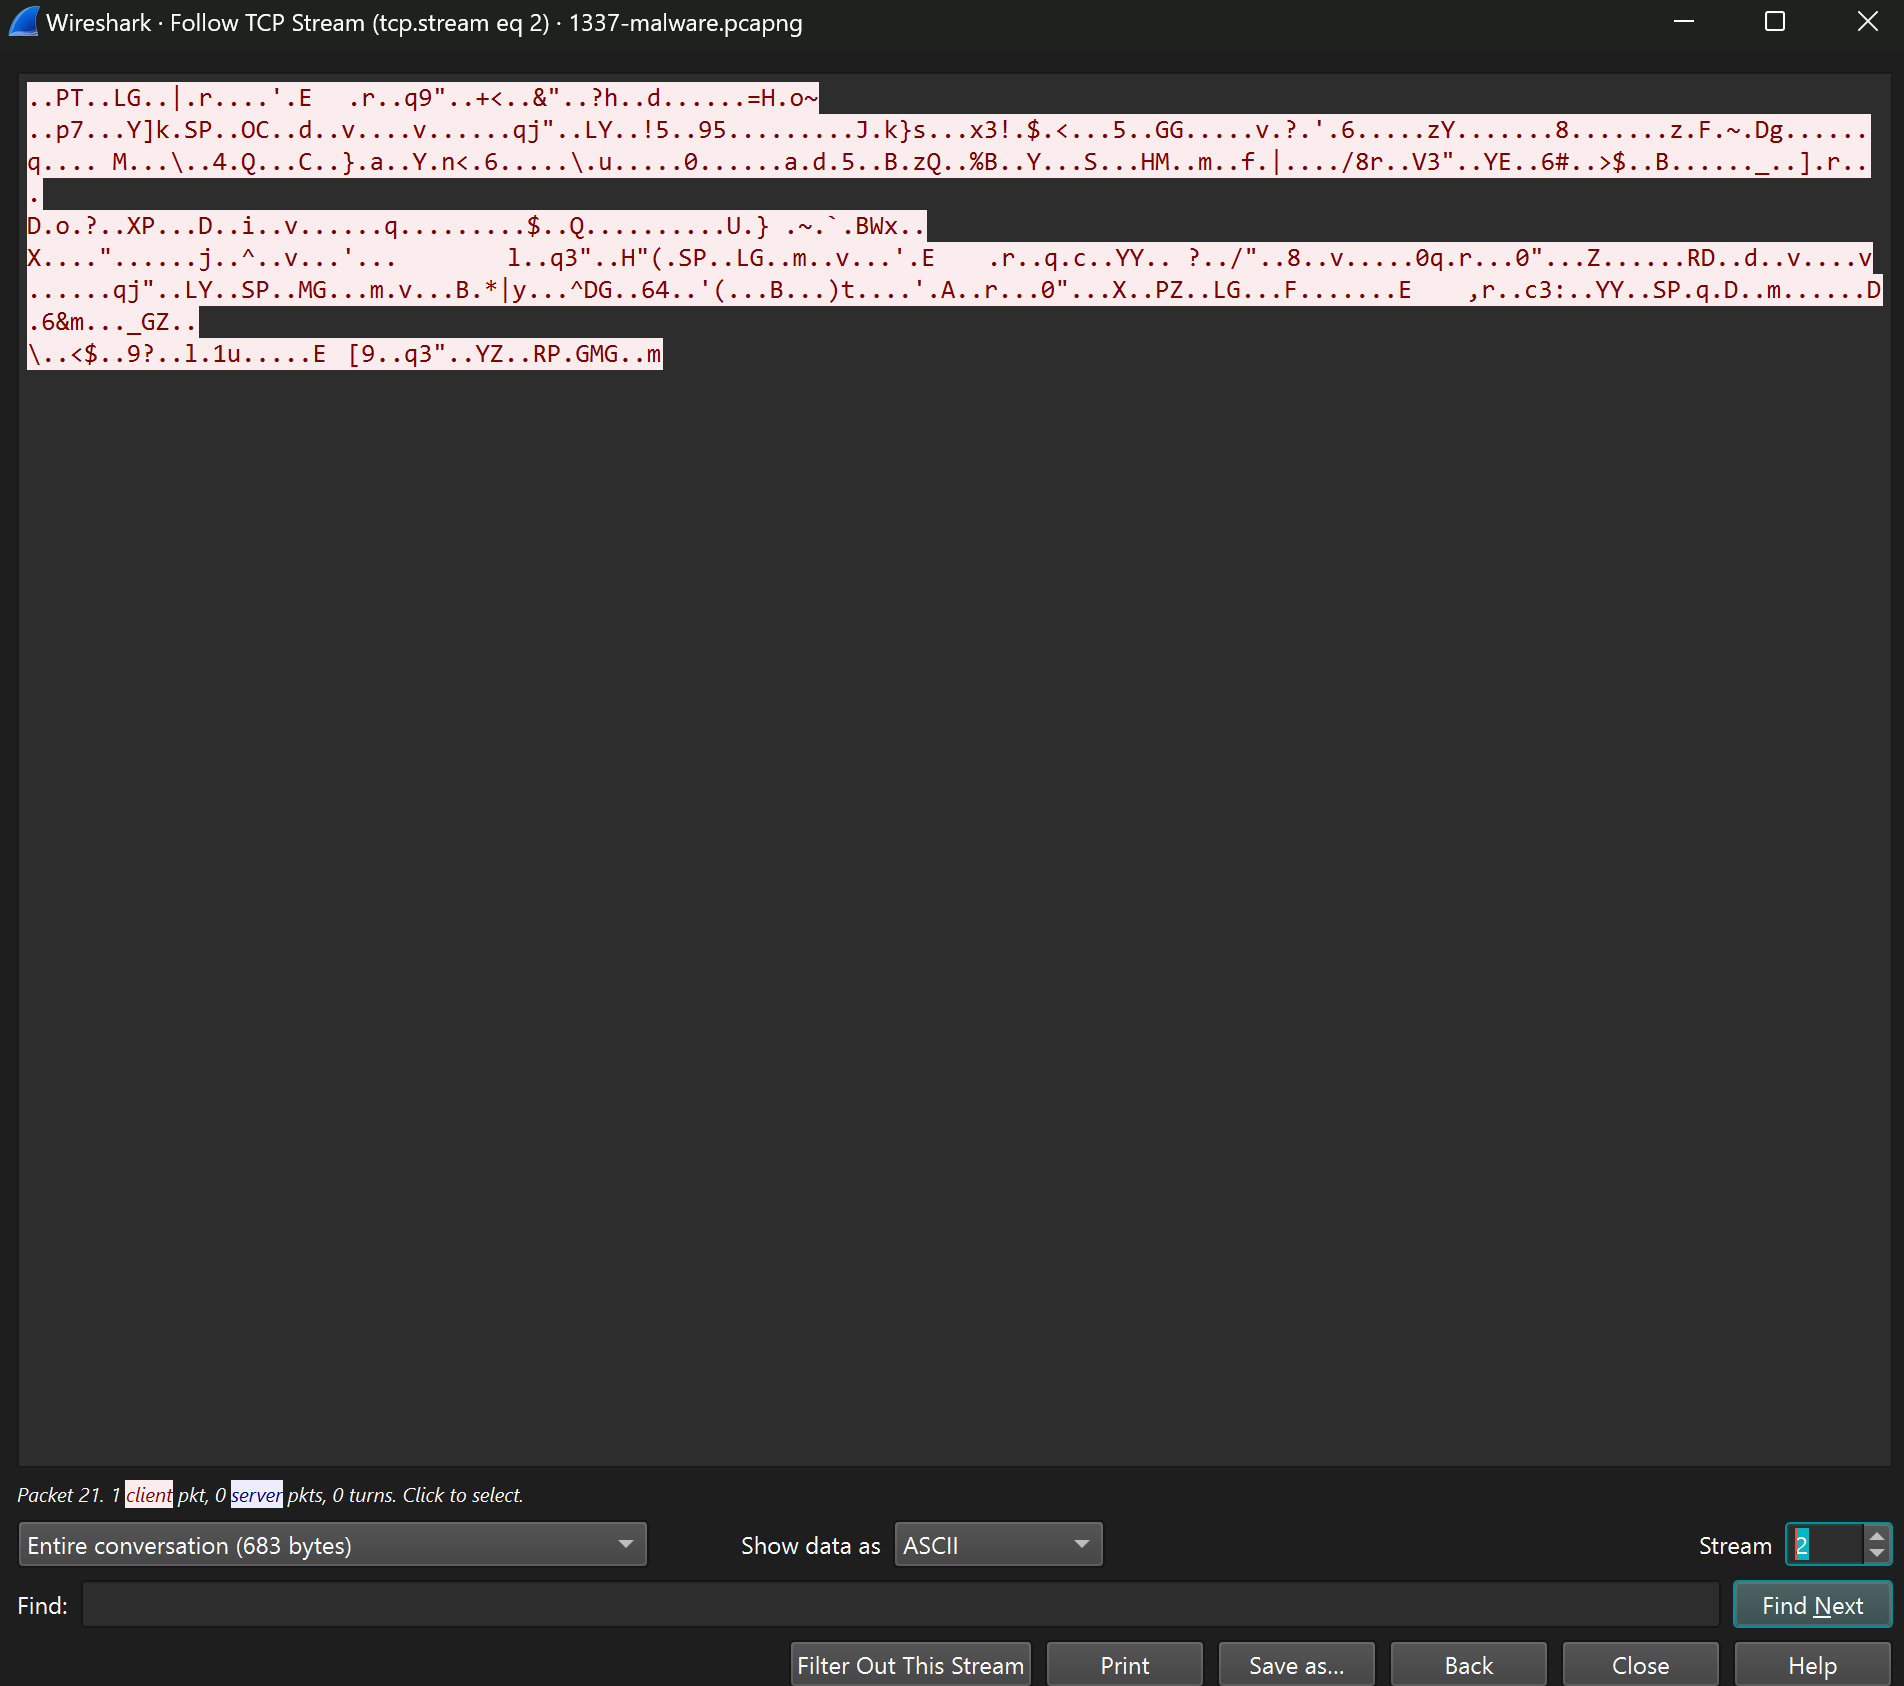 Wireshark · Follow TCP Stream (tcp.stream eq 2) · 1337-malware.pcapng
..PT..LG..|.r....'.E   .r..q9"..+<..&"..?h..d......=H.o~
..p7...Y]k.SP..OC..d..v....v......qj"..LY..!5..95.........J.k}s...x3!.$.<...5..GG.....v.?.'.6.....zY.......8.......z.F.~.Dg......
q.... M...\..4.Q...C..}.a..Y.n<.6.....\.u.....0......a.d.5..B.zQ..%B..Y...S...HM..m..f.|..../8r..V3"..YE..6#..>$..B......_..].r..
.
D.o.?..XP...D..i..v......q.........$..Q..........U.} .~.`.BWx..
X...."......j..^..v...'...        l..q3"..H"(.SP..LG..m..v...'.E    .r..q.c..YY.. ?../"..8..v.....0q.r...0"...Z......RD..d..v....v
......qj"..LY..SP..MG...m.v...B.*|y...^DG..64..'(...B...)t....'.A..r...0"...X..PZ..LG...F.......E    ,r..c3:..YY..SP.q.D..m......D
.6&m..._GZ..
\..<$..9?..l.1u.....E  [9..q3"..YZ..RP.GMG..m
Packet 21. 1 client pkt, 0 server pkts, 0 turns. Click to select.
Entire conversation (683 bytes) Show data as ASCII Stream 2
Find: Find Next
Filter Out This Stream Print Save as… Back Close Help